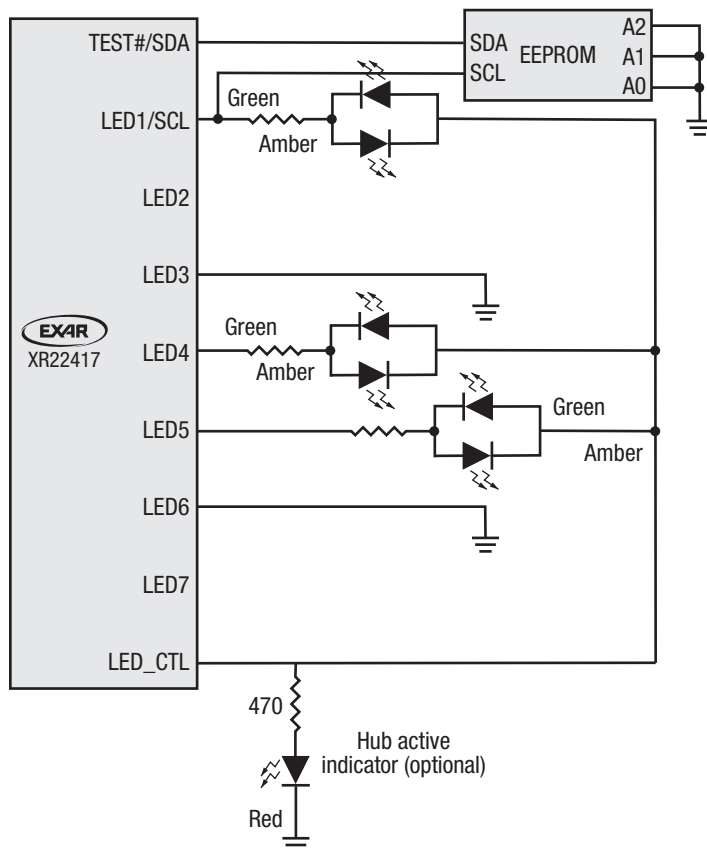 TEST#/SDA
SDA
SCL
EEPROM
A2
A1
A0
Green
LED1/SCL
Amber
LED2
LED3
EXAR
XR22417
Green
LED4
Amber
LED5
Green
Amber
LED6
LED7
LED_CTL
470
Hub active
indicator (optional)
Red